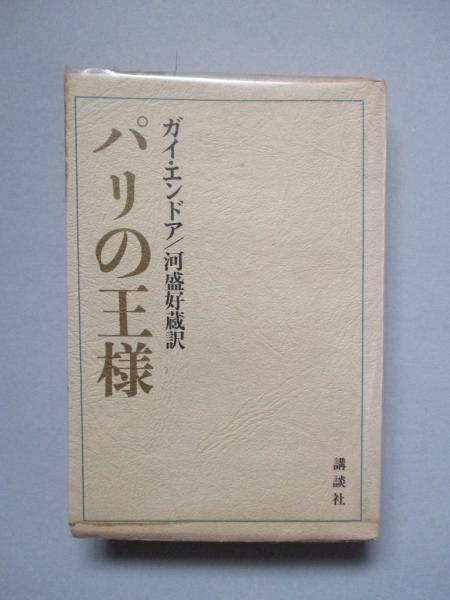 パリの王様
ガイ・エンドア/河盛好蔵訳
講談社